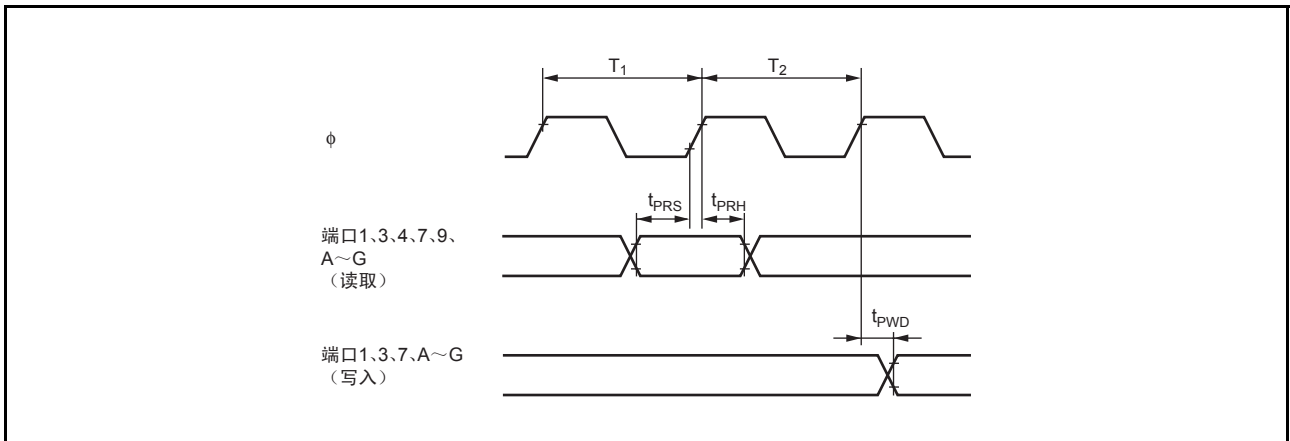 T1
T2
φ
tPRS
tPRH
端口1、3、4、7、9、
A～G
（读取）
tPWD
端口1、3、7、A～G
（写入）